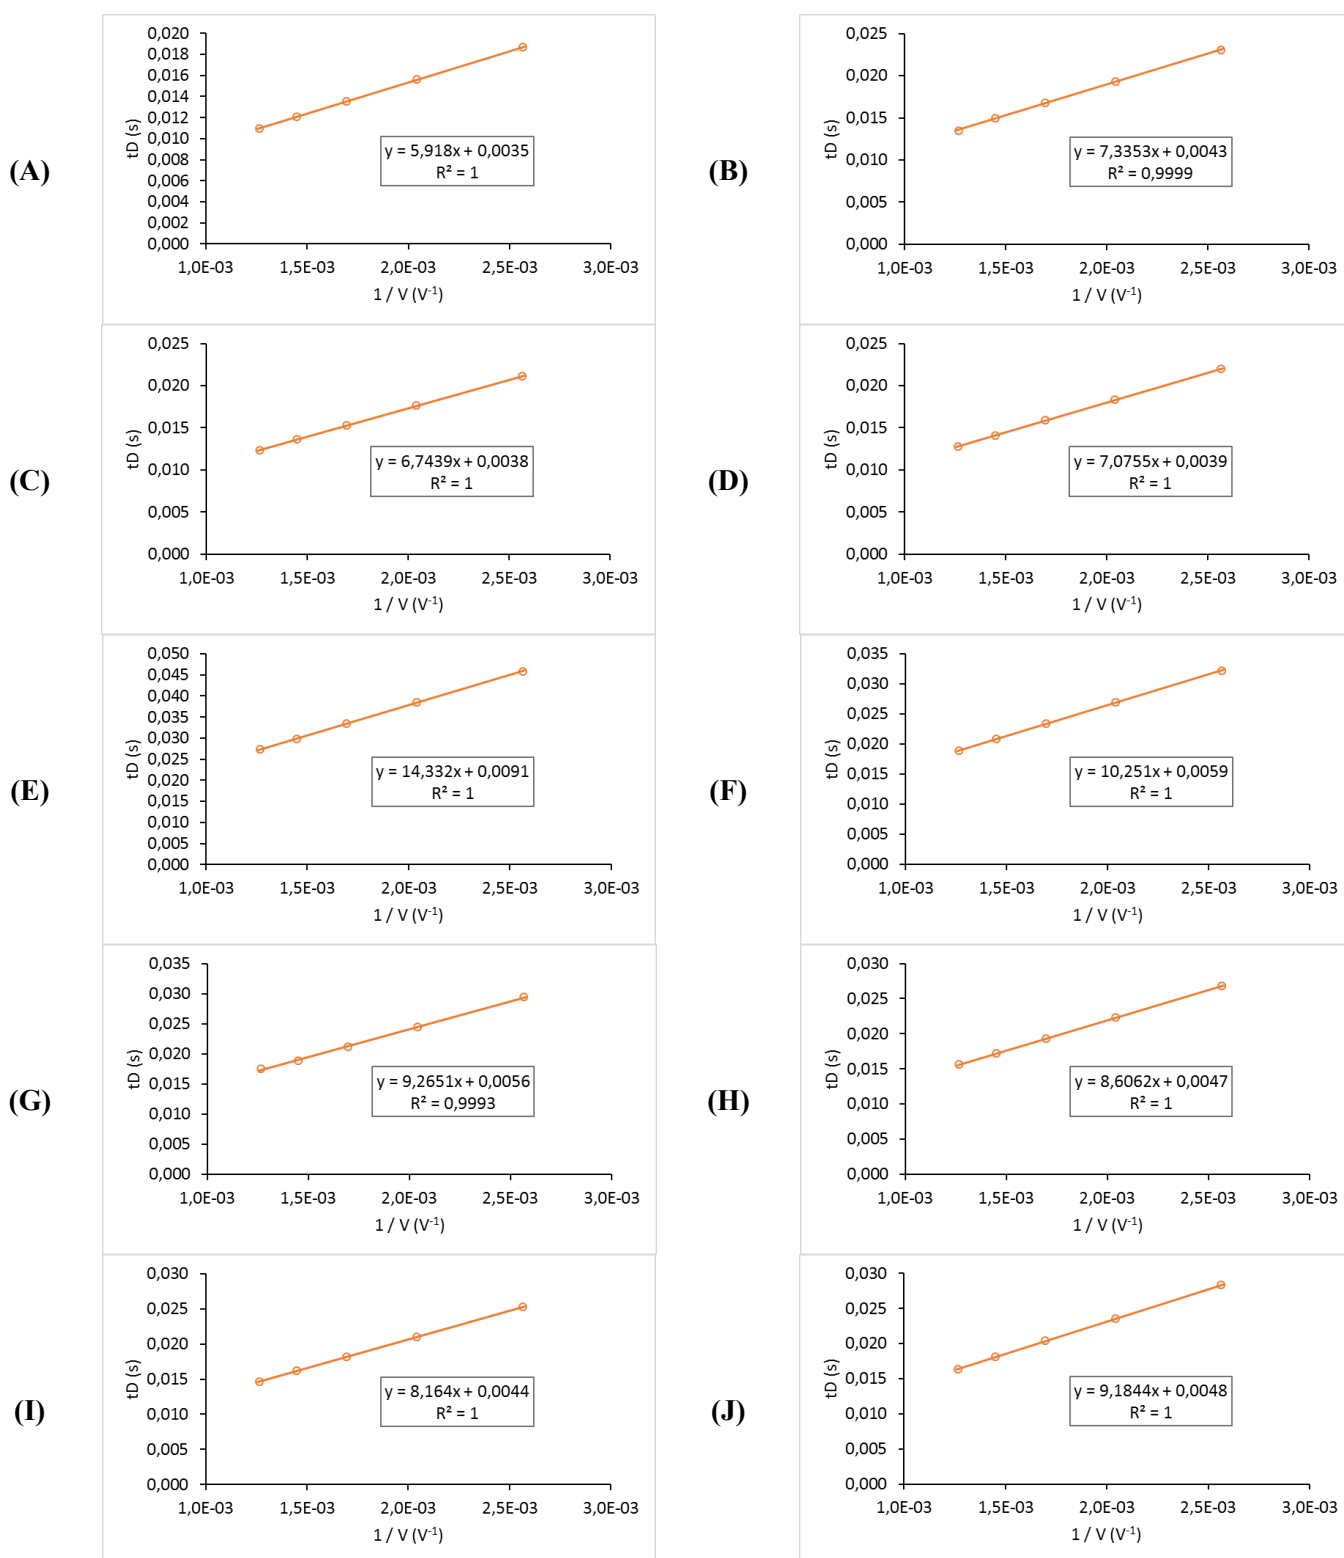 (A)
0,020
0,018
0,016
0,014
0,012
0,010
0,008
0,006
0,004
0,002
0,000
tD (s)
y = 5,918x + 0,0035
R² = 1
1,0E-03 1,5E-03 2,0E-03 2,5E-03 3,0E-03
1 / V (V⁻¹)
(B)
0,025
0,020
0,015
0,010
0,005
0,000
tD (s)
y = 7,3353x + 0,0043
R² = 0,9999
1,0E-03 1,5E-03 2,0E-03 2,5E-03 3,0E-03
1 / V (V⁻¹)
(C)
0,025
0,020
0,015
0,010
0,005
0,000
tD (s)
y = 6,7439x + 0,0038
R² = 1
1,0E-03 1,5E-03 2,0E-03 2,5E-03 3,0E-03
1 / V (V⁻¹)
(D)
0,025
0,020
0,015
0,010
0,005
0,000
tD (s)
y = 7,0755x + 0,0039
R² = 1
1,0E-03 1,5E-03 2,0E-03 2,5E-03 3,0E-03
1 / V (V⁻¹)
(E)
0,050
0,045
0,040
0,035
0,030
0,025
0,020
0,015
0,010
0,005
0,000
tD (s)
y = 14,332x + 0,0091
R² = 1
1,0E-03 1,5E-03 2,0E-03 2,5E-03 3,0E-03
1 / V (V⁻¹)
(F)
0,035
0,030
0,025
0,020
0,015
0,010
0,005
0,000
tD (s)
y = 10,251x + 0,0059
R² = 1
1,0E-03 1,5E-03 2,0E-03 2,5E-03 3,0E-03
1 / V (V⁻¹)
(G)
0,035
0,030
0,025
0,020
0,015
0,010
0,005
0,000
tD (s)
y = 9,2651x + 0,0056
R² = 0,9993
1,0E-03 1,5E-03 2,0E-03 2,5E-03 3,0E-03
1 / V (V⁻¹)
(H)
0,030
0,025
0,020
0,015
0,010
0,005
0,000
tD (s)
y = 8,6062x + 0,0047
R² = 1
1,0E-03 1,5E-03 2,0E-03 2,5E-03 3,0E-03
1 / V (V⁻¹)
(I)
0,030
0,025
0,020
0,015
0,010
0,005
0,000
tD (s)
y = 8,164x + 0,0044
R² = 1
1,0E-03 1,5E-03 2,0E-03 2,5E-03 3,0E-03
1 / V (V⁻¹)
(J)
0,030
0,025
0,020
0,015
0,010
0,005
0,000
tD (s)
y = 9,1844x + 0,0048
R² = 1
1,0E-03 1,5E-03 2,0E-03 2,5E-03 3,0E-03
1 / V (V⁻¹)